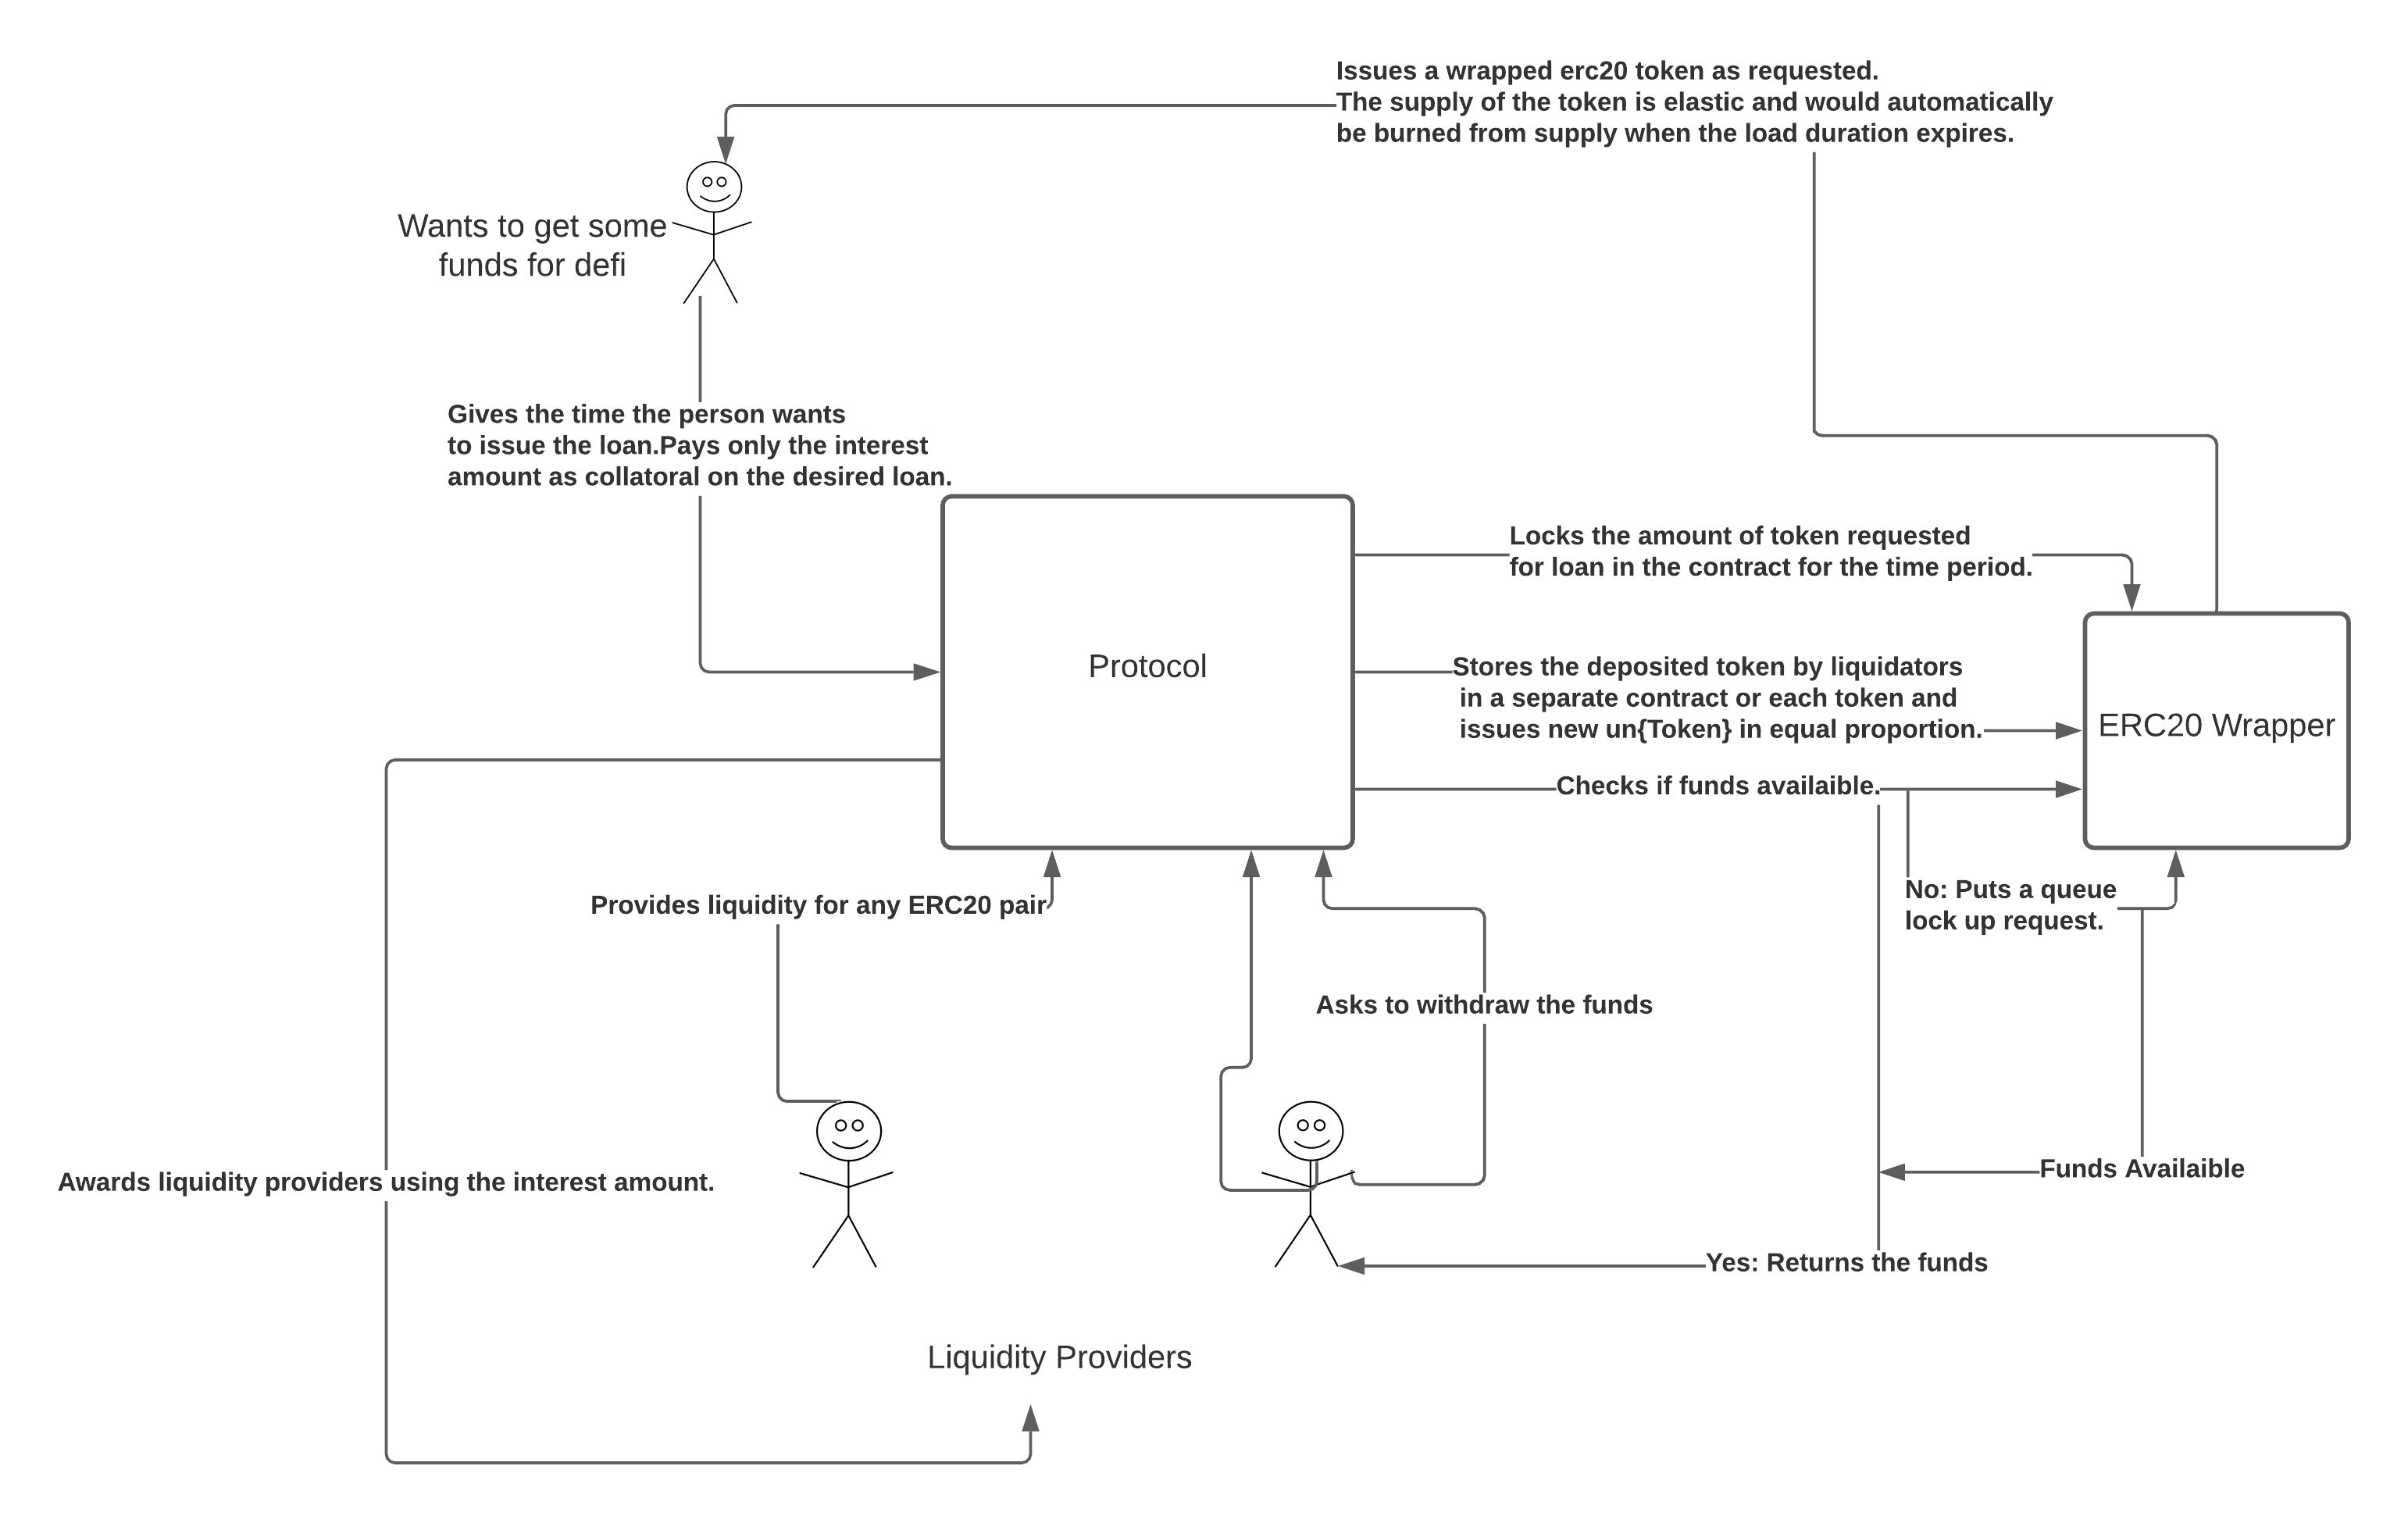 Issues a wrapped erc20 token as requested.
The supply of the token is elastic and would automatically
be burned from supply when the load duration expires.
Wants to get some
funds for defi
Gives the time the person wants
to issue the loan.Pays only the interest
amount as collatoral on the desired loan.
Locks the amount of token requested
for loan in the contract for the time period.
Protocol
Stores the deposited token by liquidators
in a separate contract or each token and
issues new un{Token} in equal proportion.
ERC20 Wrapper
Checks if funds availaible.
Provides liquidity for any ERC20 pair
No: Puts a queue
lock up request.
Asks to withdraw the funds
Awards liquidity providers using the interest amount.
Funds Availaible
Yes: Returns the funds
Liquidity Providers